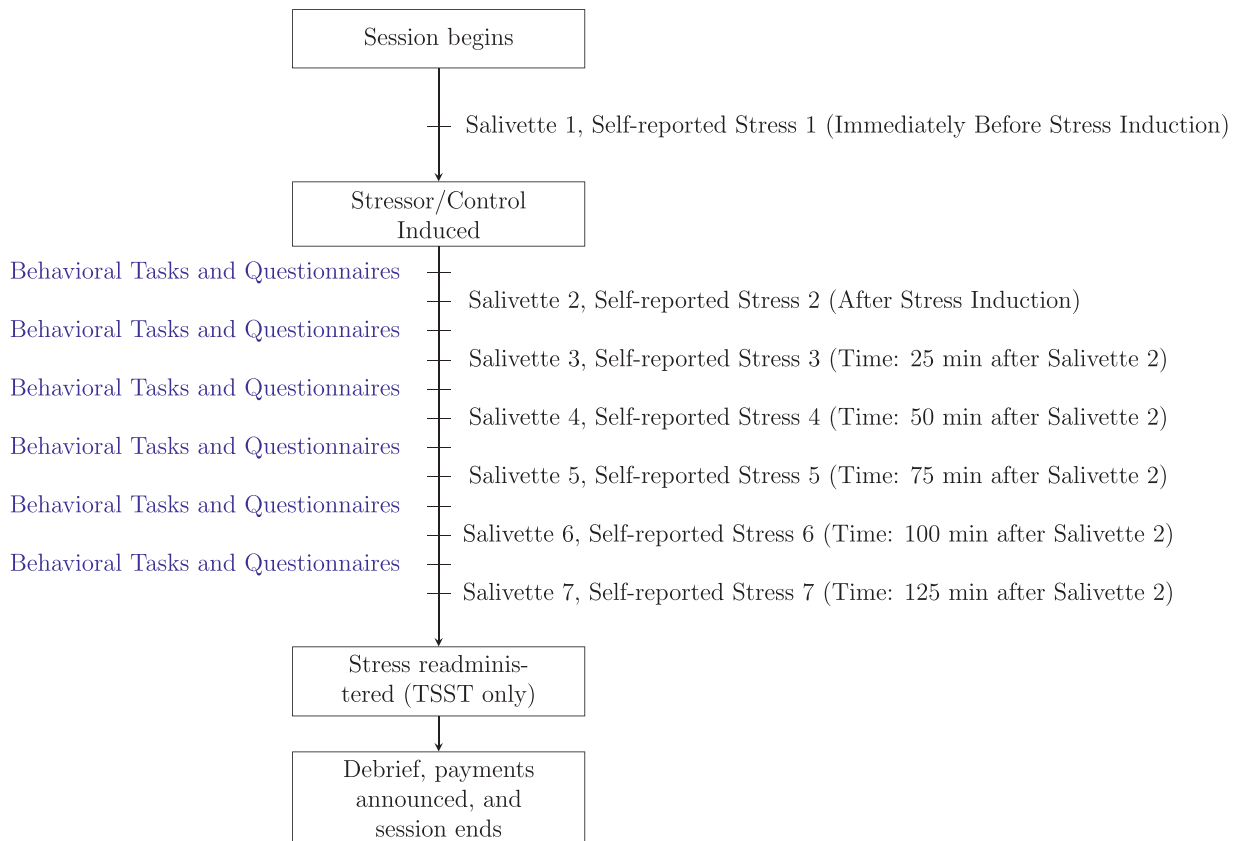 Session begins
Salivette 1, Self-reported Stress 1 (Immediately Before Stress Induction)
Stressor/Control
Induced
Behavioral Tasks and Questionnaires
Salivette 2, Self-reported Stress 2 (After Stress Induction)
Behavioral Tasks and Questionnaires
Salivette 3, Self-reported Stress 3 (Time: 25 min after Salivette 2)
Behavioral Tasks and Questionnaires
Salivette 4, Self-reported Stress 4 (Time: 50 min after Salivette 2)
Behavioral Tasks and Questionnaires
Salivette 5, Self-reported Stress 5 (Time: 75 min after Salivette 2)
Behavioral Tasks and Questionnaires
Salivette 6, Self-reported Stress 6 (Time: 100 min after Salivette 2)
Behavioral Tasks and Questionnaires
Salivette 7, Self-reported Stress 7 (Time: 125 min after Salivette 2)
Stress readminis-
tered (TSST only)
Debrief, payments
announced, and
session ends